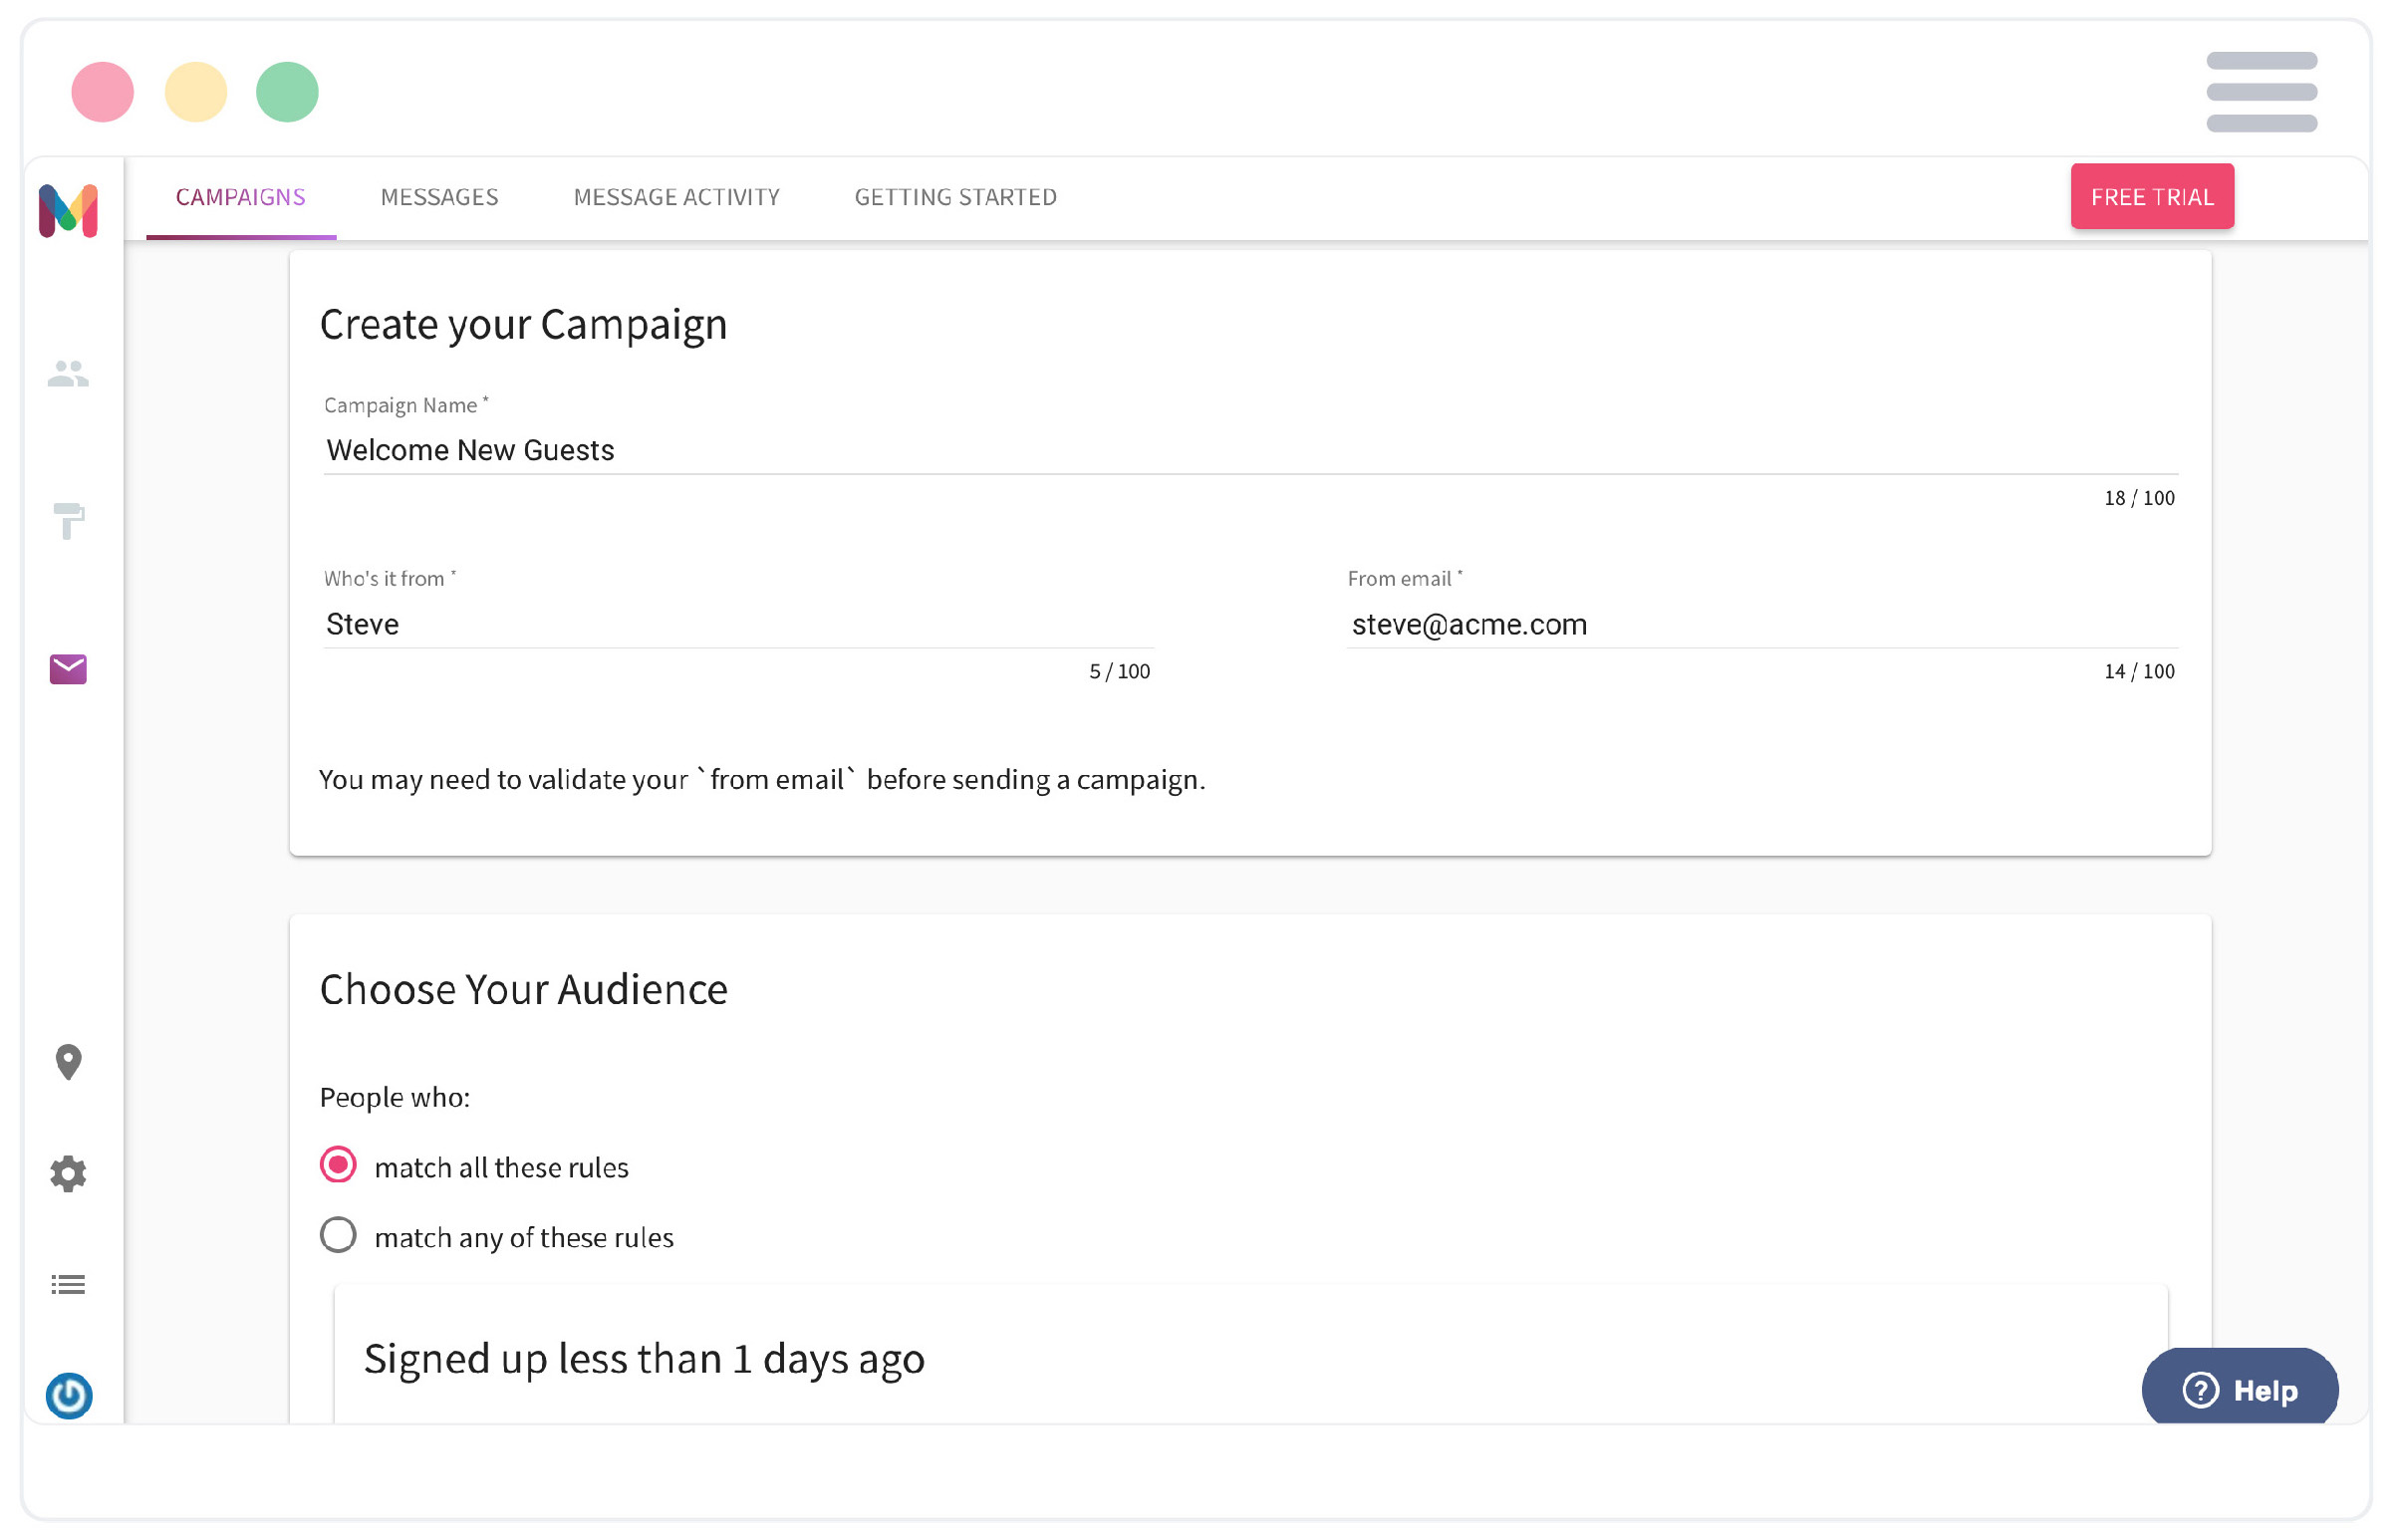 CAMPAIGNS MESSAGES MESSAGE ACTIVITY GETTING STARTED FREE TRIAL
Create your Campaign
Campaign Name *
Welcome New Guests
18 / 100
Who's it from * From email *
Steve steve@acme.com
5 / 100 14 / 100
You may need to validate your `from email` before sending a campaign.
Choose Your Audience
People who:
match all these rules
match any of these rules
Signed up less than 1 days ago
? Help